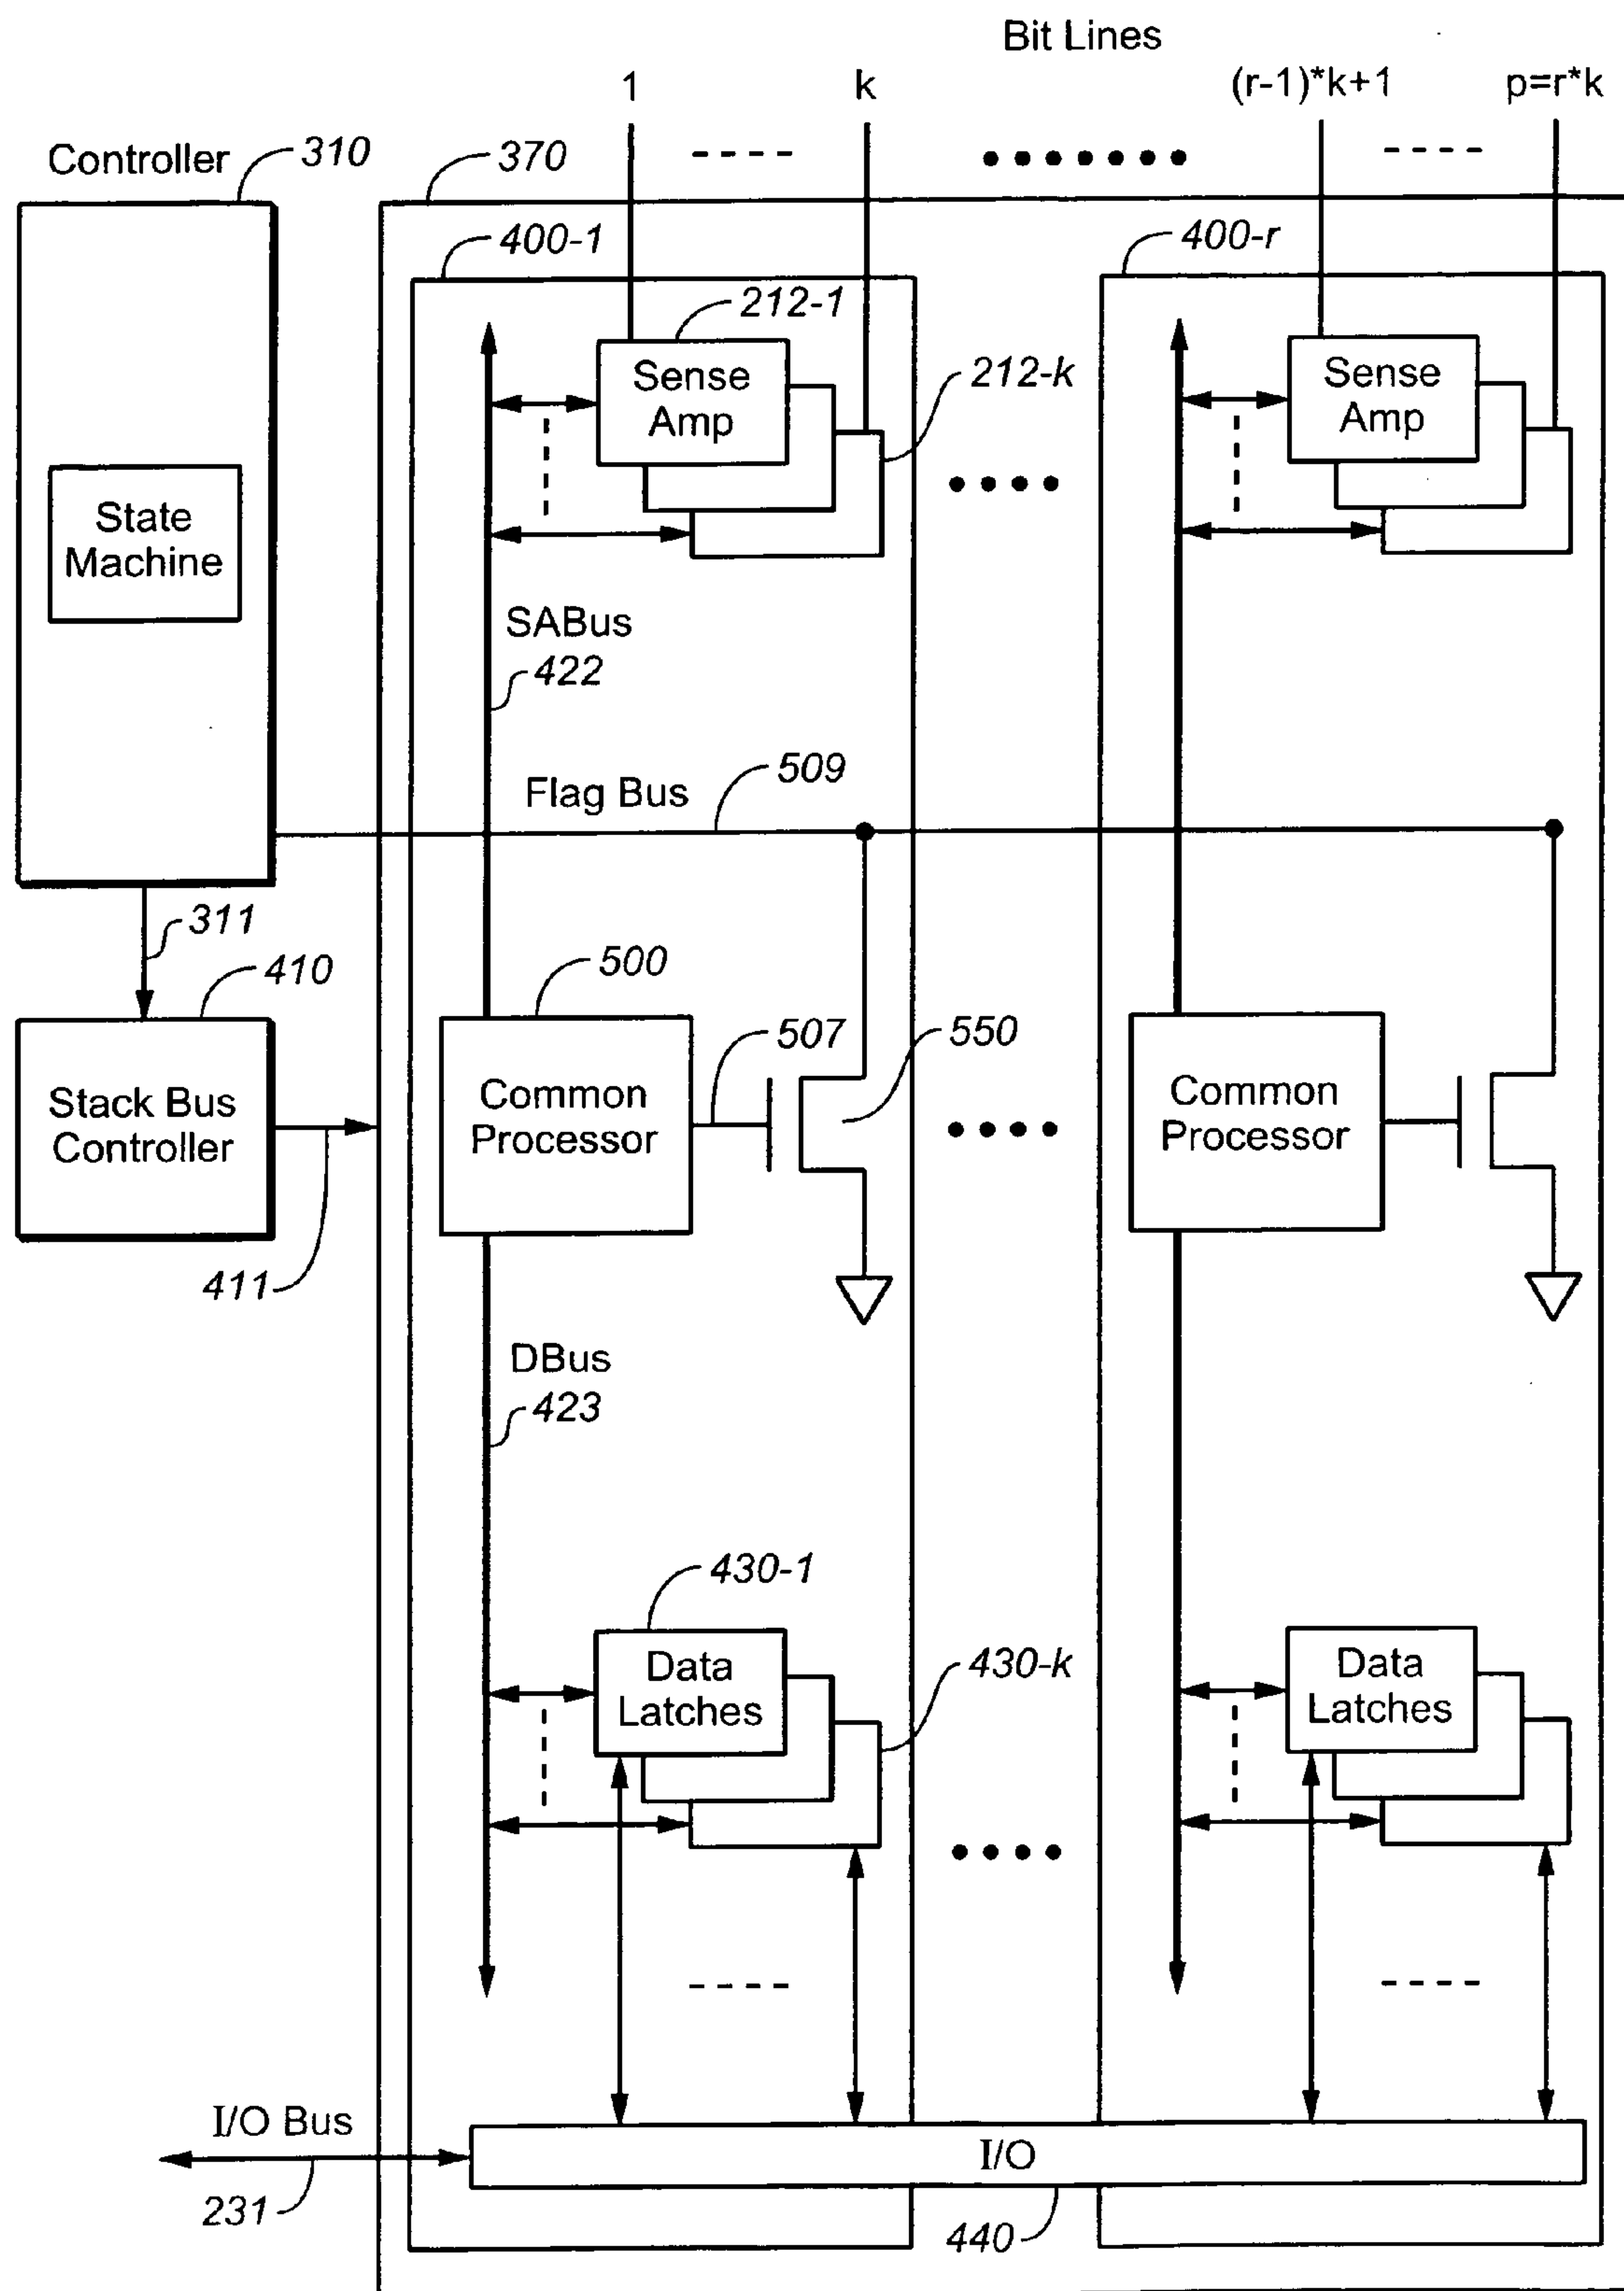 Bit Lines
1
k
(r-1)*k+1
p=r*k
Controller
310
370
400-1
400-r
212-1
Sense
Amp
212-k
Sense
Amp
State
Machine
SABus
422
Flag Bus
509
311
410
500
507
550
Stack Bus
Controller
Common
Processor
Common
Processor
411
DBus
423
430-1
Data
Latches
430-k
Data
Latches
I/O Bus
231
I/O
440